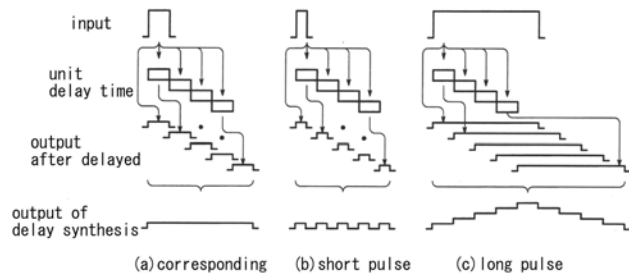 input
unit
delay time
output
after delayed
output of
delay synthesis
(a)corresponding
(b)short pulse
(c)long pulse